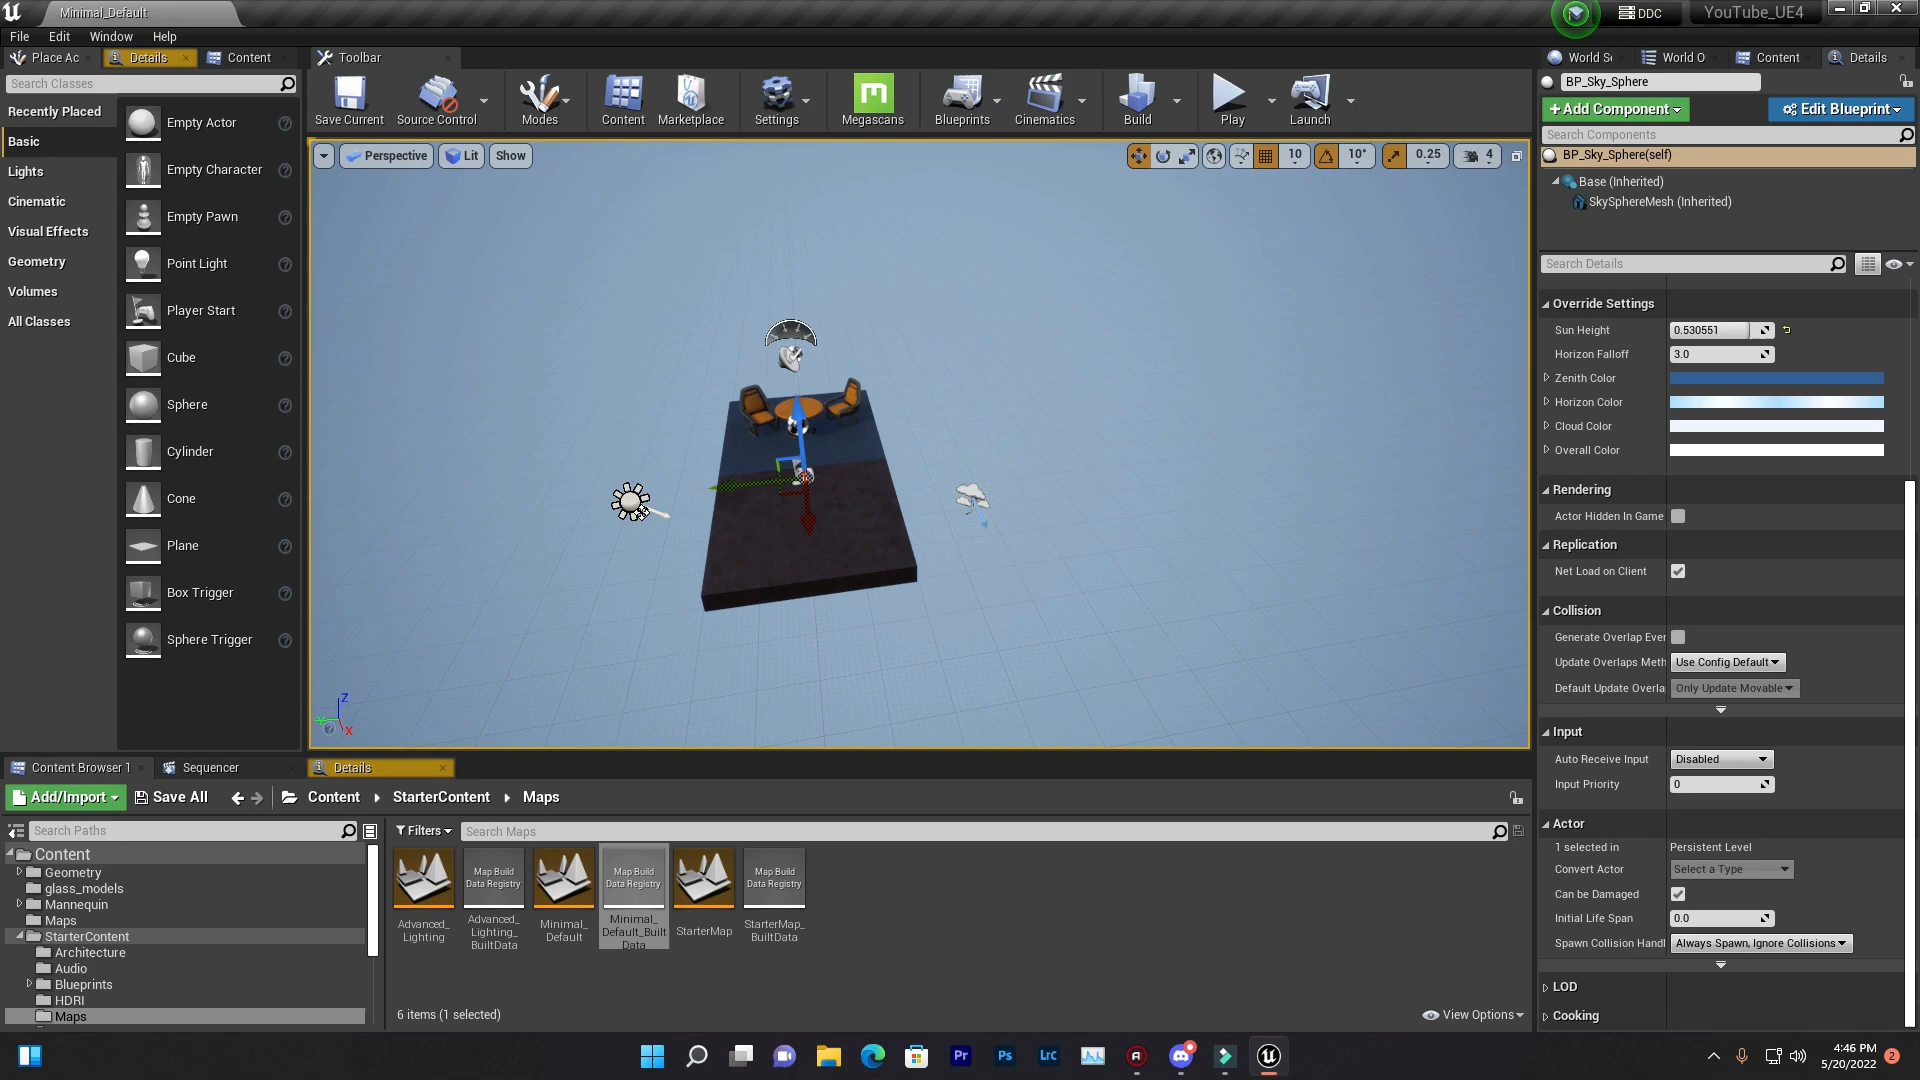 Minimal_Default
DDC
YouTube_UE4
File Edit Window Help
Place Ac
Details
Content
Toolbar
World S
World O
Content
Details
Search Classes
Recently Placed
Basic
Lights
Cinematic
Visual Effects
Geometry
Volumes
All Classes
Empty Actor
Empty Character
Empty Pawn
Point Light
Player Start
Cube
Sphere
Cylinder
Cone
Plane
Box Trigger
Sphere Trigger
Save Current
Source Control
Modes
Content
Marketplace
Settings
Megascans
Blueprints
Cinematics
Build
Play
Launch
Perspective
Lit
Show
10
10°
0.25
4
Z
X
BP_Sky_Sphere
+Add Component
Edit Blueprint
Search Components
BP_Sky_Sphere(self)
Base (Inherited)
SkySphereMesh (Inherited)
Search Details
Override Settings
Sun Height 0.530551
Horizon Falloff 3.0
Zenith Color
Horizon Color
Cloud Color
Overall Color
Rendering
Actor Hidden In Game
Replication
Net Load on Client
Collision
Generate Overlap Ever
Update Overlaps Meth Use Config Default
Default Update Overla Only Update Movable
Input
Auto Receive Input Disabled
Input Priority 0
Actor
1 selected in Persistent Level
Convert Actor Select a Type
Can be Damaged
Initial Life Span 0.0
Spawn Collision Handl Always Spawn, Ignore Collisions
LOD
Cooking
Content Browser 1
Sequencer
Details
Add/Import
Save All
Content
StarterContent
Maps
Search Paths
Filters
Search Maps
Content
Geometry
glass_models
Mannequin
Maps
StarterContent
Architecture
Audio
Blueprints
HDRI
Maps
Advanced_
Lighting
Map Build
Data Registry
Advanced_
Lighting_
BuiltData
Minimal_
Default
Map Build
Data Registry
Minimal_
Default_Built
Data
StarterMap
Map Build
Data Registry
StarterMap_
BuiltData
6 items (1 selected)
View Options
Pr
Ps
LrC
4:46 PM
5/20/2022
2